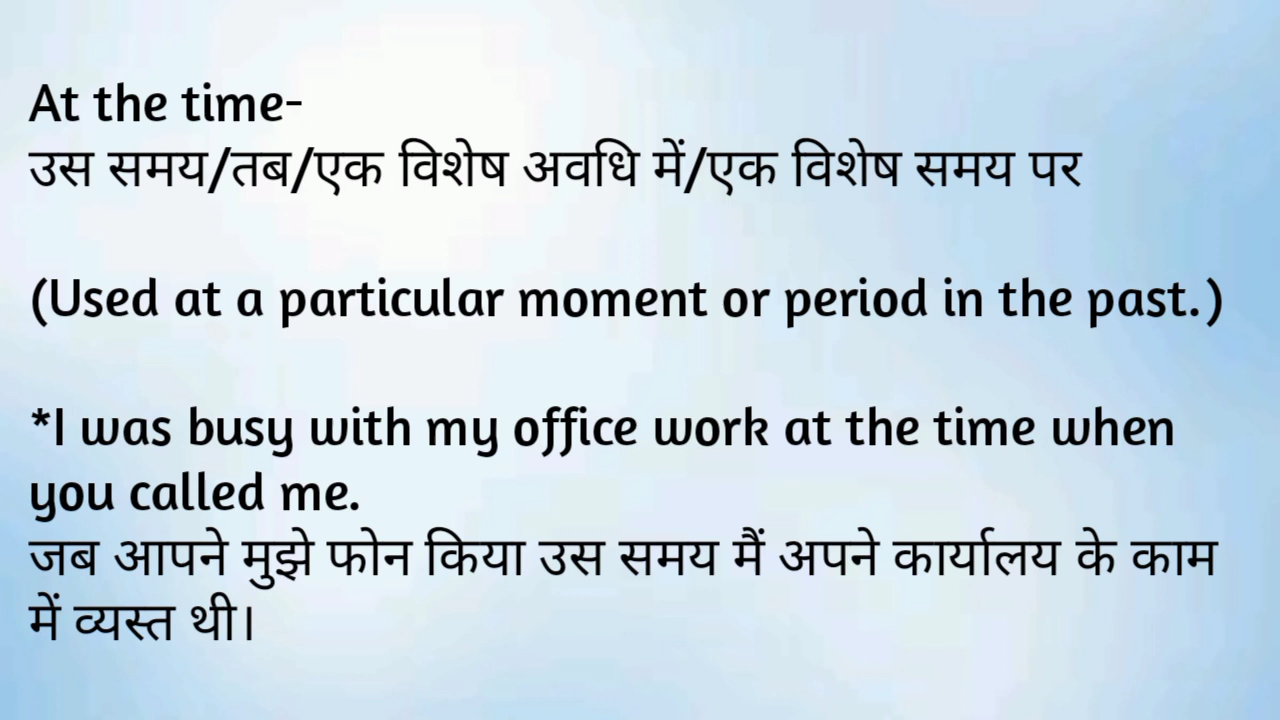 At the time-
उस समय/तब/एक विशेष अवधि में/एक विशेष समय पर
(Used at a particular moment or period in the past.)
*I was busy with my office work at the time when
you called me.
जब आपने मुझे फोन किया उस समय मैं अपने कार्यालय के काम
में व्यस्त थी।